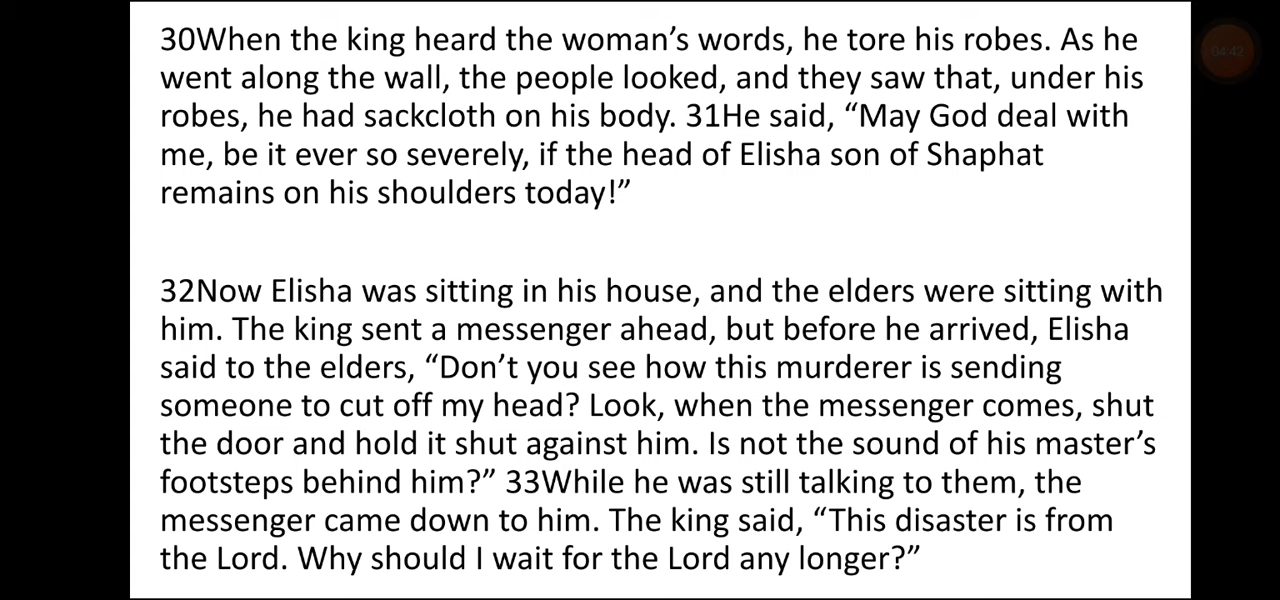 30When the king heard the woman’s words, he tore his robes. As he
went along the wall, the people looked, and they saw that, under his
robes, he had sackcloth on his body. 31He said, “May God deal with
me, be it ever so severely, if the head of Elisha son of Shaphat
remains on his shoulders today!”
32Now Elisha was sitting in his house, and the elders were sitting with
him. The king sent a messenger ahead, but before he arrived, Elisha
said to the elders, “Don’t you see how this murderer is sending
someone to cut off my head? Look, when the messenger comes, shut
the door and hold it shut against him. Is not the sound of his master’s
footsteps behind him?” 33While he was still talking to them, the
messenger came down to him. The king said, “This disaster is from
the Lord. Why should I wait for the Lord any longer?”
04:42